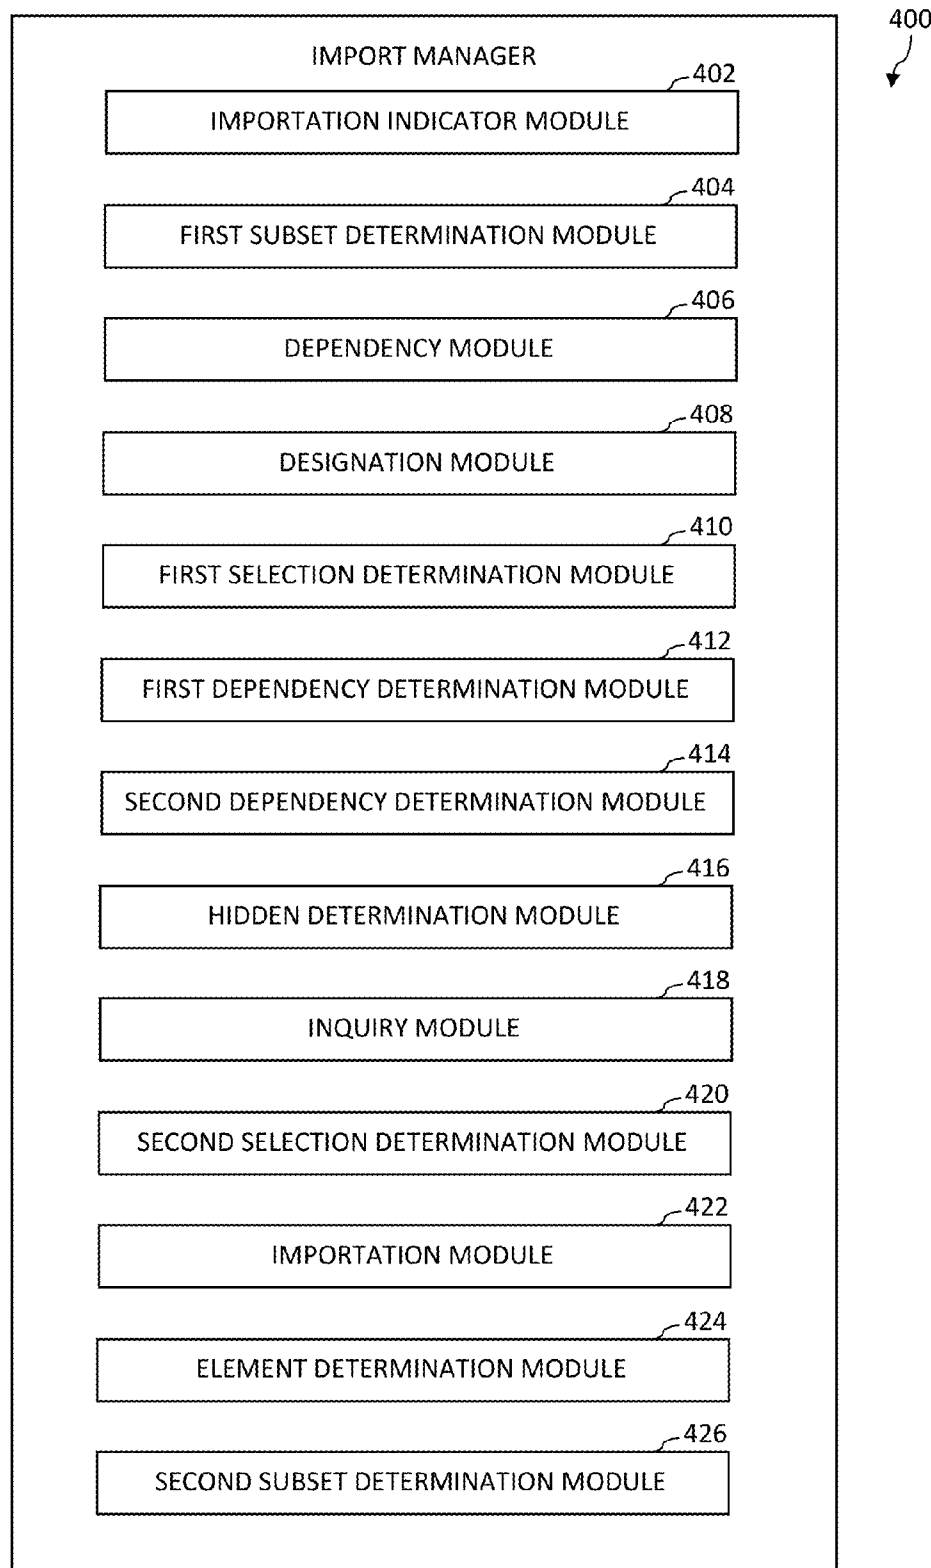 400
IMPORT MANAGER
402
IMPORTATION INDICATOR MODULE
404
FIRST SUBSET DETERMINATION MODULE
406
DEPENDENCY MODULE
408
DESIGNATION MODULE
410
FIRST SELECTION DETERMINATION MODULE
412
FIRST DEPENDENCY DETERMINATION MODULE
414
SECOND DEPENDENCY DETERMINATION MODULE
416
HIDDEN DETERMINATION MODULE
418
INQUIRY MODULE
420
SECOND SELECTION DETERMINATION MODULE
422
IMPORTATION MODULE
424
ELEMENT DETERMINATION MODULE
426
SECOND SUBSET DETERMINATION MODULE